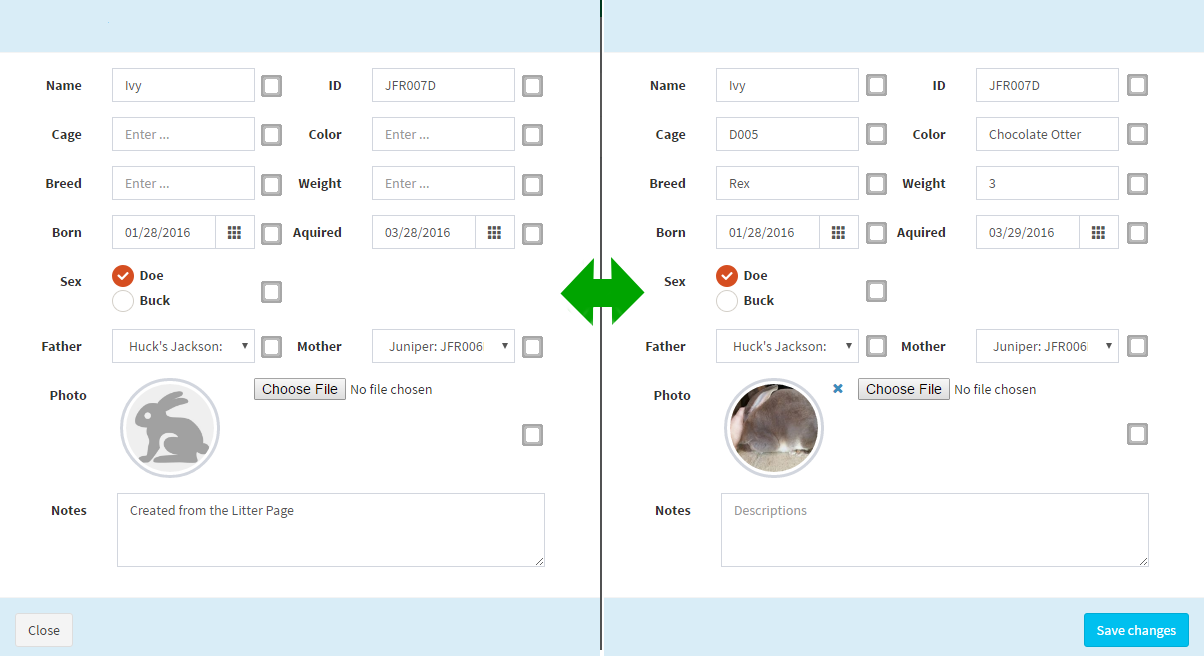 Name Ivy ID JFR007D
Cage Enter ... Color Enter ...
Breed Enter ... Weight Enter ...
Born 01/28/2016 Aquired 03/28/2016
Sex Doe
Buck
Father Huck's Jackson: Mother Juniper: JFR006
Photo Choose File No file chosen
Notes Created from the Litter Page
Close
Name Ivy ID JFR007D
Cage D005 Color Chocolate Otter
Breed Rex Weight 3
Born 01/28/2016 Aquired 03/29/2016
Sex Doe
Buck
Father Huck's Jackson: Mother Juniper: JFR006
Photo Choose File No file chosen
Notes Descriptions
Save changes